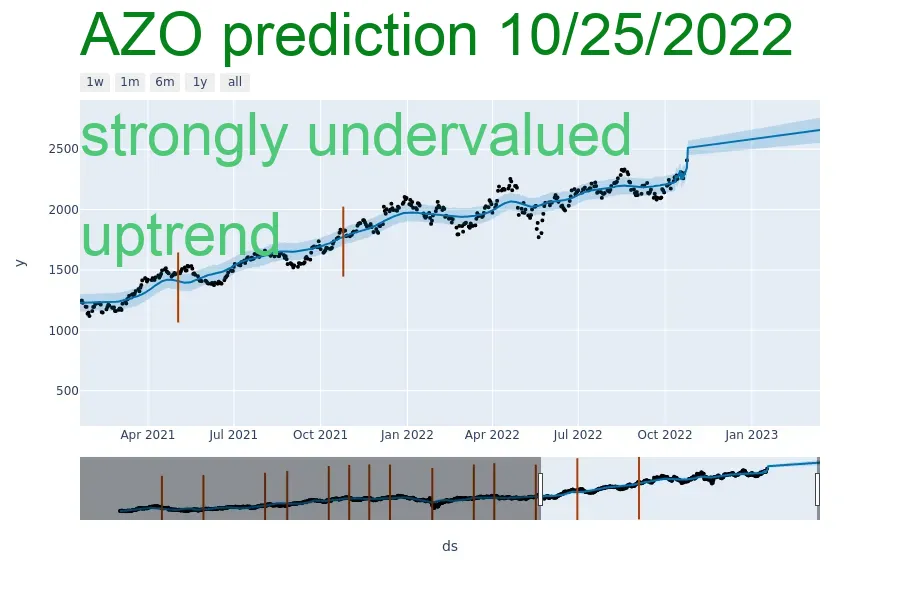 AZO prediction 10/25/2022
1w 1m 6m 1y all
strongly undervalued
2500
2000
uptrend
y
1500
1000
500
Apr 2021 Jul 2021 Oct 2021 Jan 2022 Apr 2022 Jul 2022 Oct 2022 Jan 2023
ds